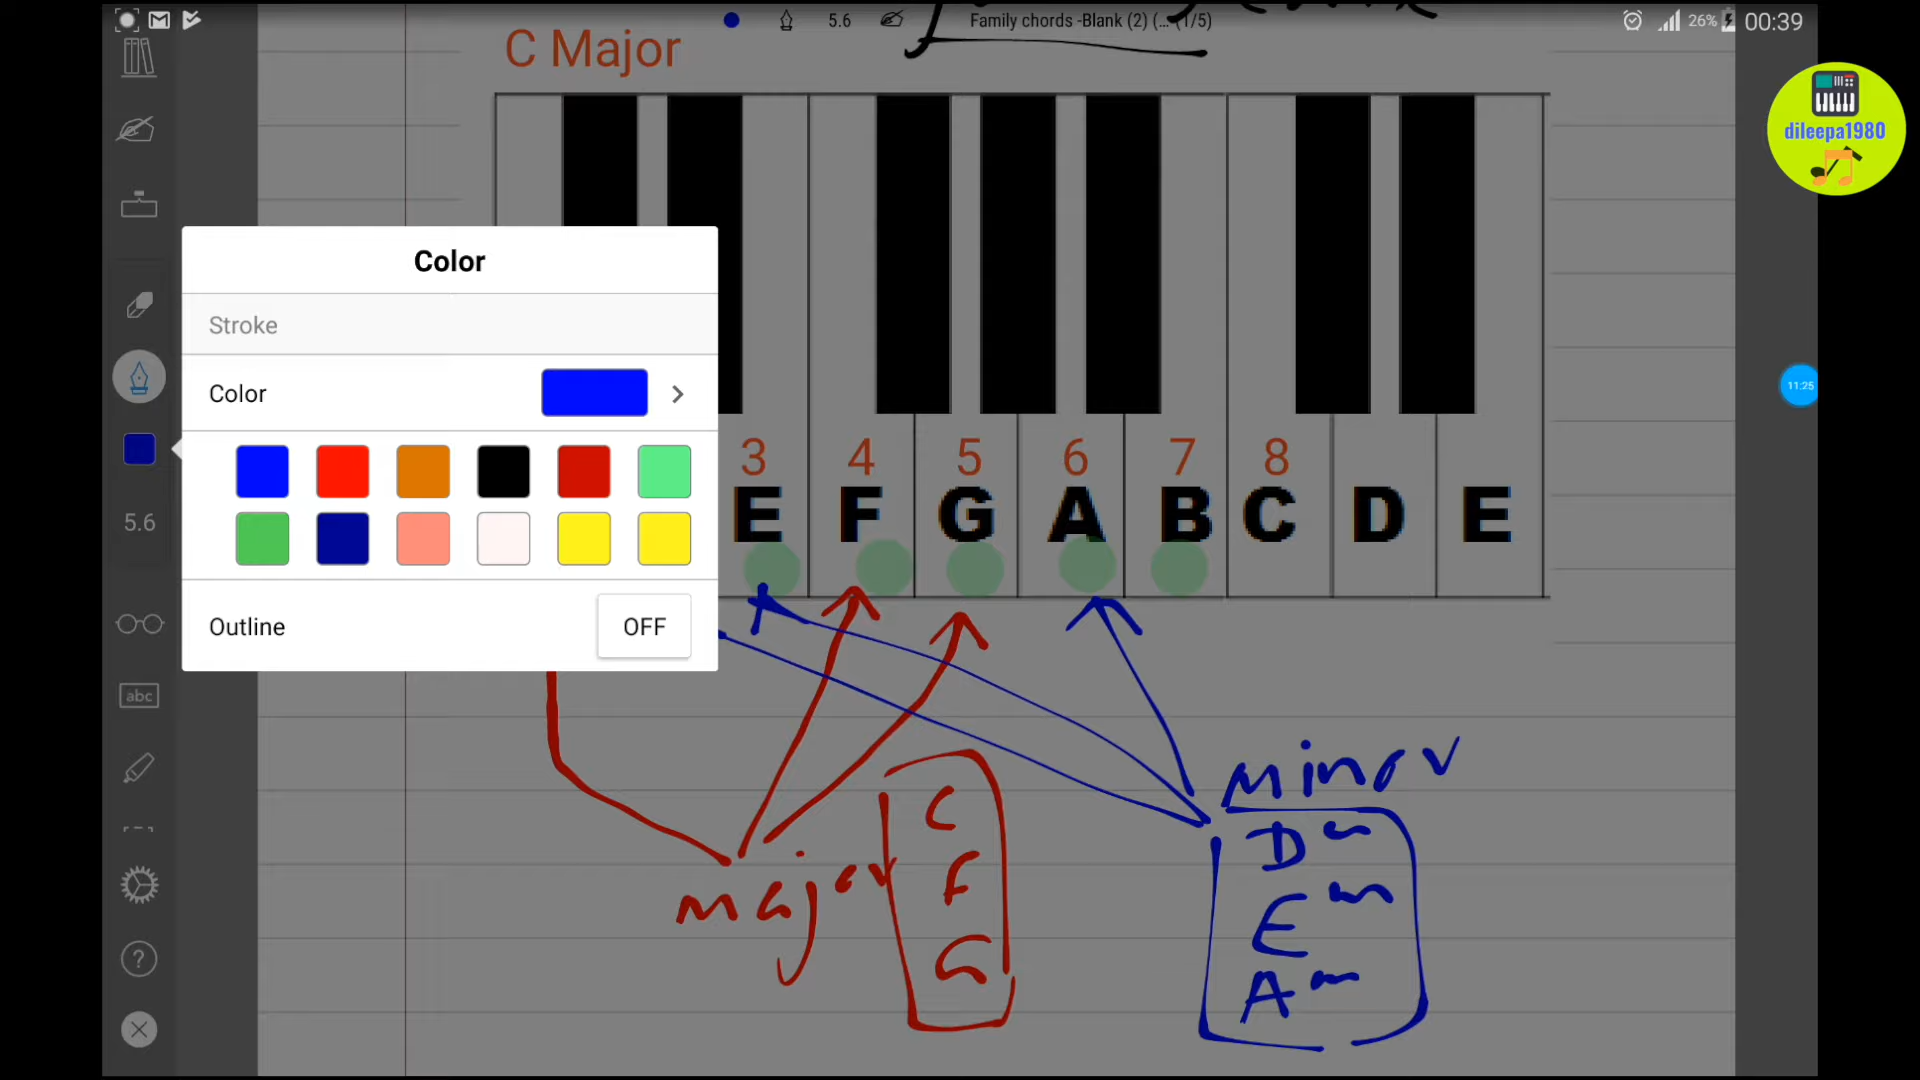 5.6
Family chords -Blank (2) (... (1/5)
26%
00:39
C Major
dileepa1980
Color
Stroke
Color
11:25
3 4 5 6 7 8
E F G A B C D E
5.6
Outline
OFF
abc
minor
major
C
F
G
Dm
Em
Am
?